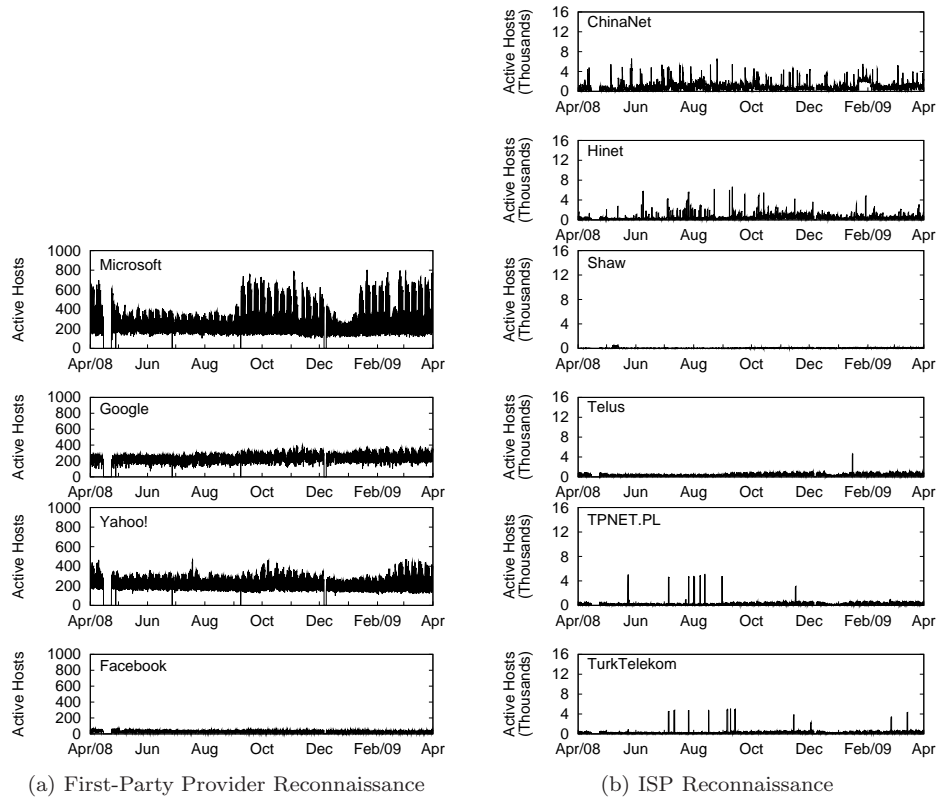 Active Hosts
1000
800
600
400
200
0
Microsoft
Apr/08 Jun Aug Oct Dec Feb/09 Apr
Active Hosts
1000
800
600
400
200
0
Google
Apr/08 Jun Aug Oct Dec Feb/09 Apr
Active Hosts
1000
800
600
400
200
0
Yahoo!
Apr/08 Jun Aug Oct Dec Feb/09 Apr
Active Hosts
1000
800
600
400
200
0
Facebook
Apr/08 Jun Aug Oct Dec Feb/09 Apr
(a) First-Party Provider Reconnaissance
Active Hosts
(Thousands)
16
12
8
4
0
ChinaNet
Apr/08 Jun Aug Oct Dec Feb/09 Apr
Active Hosts
(Thousands)
16
12
8
4
0
Hinet
Apr/08 Jun Aug Oct Dec Feb/09 Apr
Active Hosts
(Thousands)
16
12
8
4
0
Shaw
Apr/08 Jun Aug Oct Dec Feb/09 Apr
Active Hosts
(Thousands)
16
12
8
4
0
Telus
Apr/08 Jun Aug Oct Dec Feb/09 Apr
Active Hosts
(Thousands)
16
12
8
4
0
TPNET.PL
Apr/08 Jun Aug Oct Dec Feb/09 Apr
Active Hosts
(Thousands)
16
12
8
4
0
TurkTelekom
Apr/08 Jun Aug Oct Dec Feb/09 Apr
(b) ISP Reconnaissance